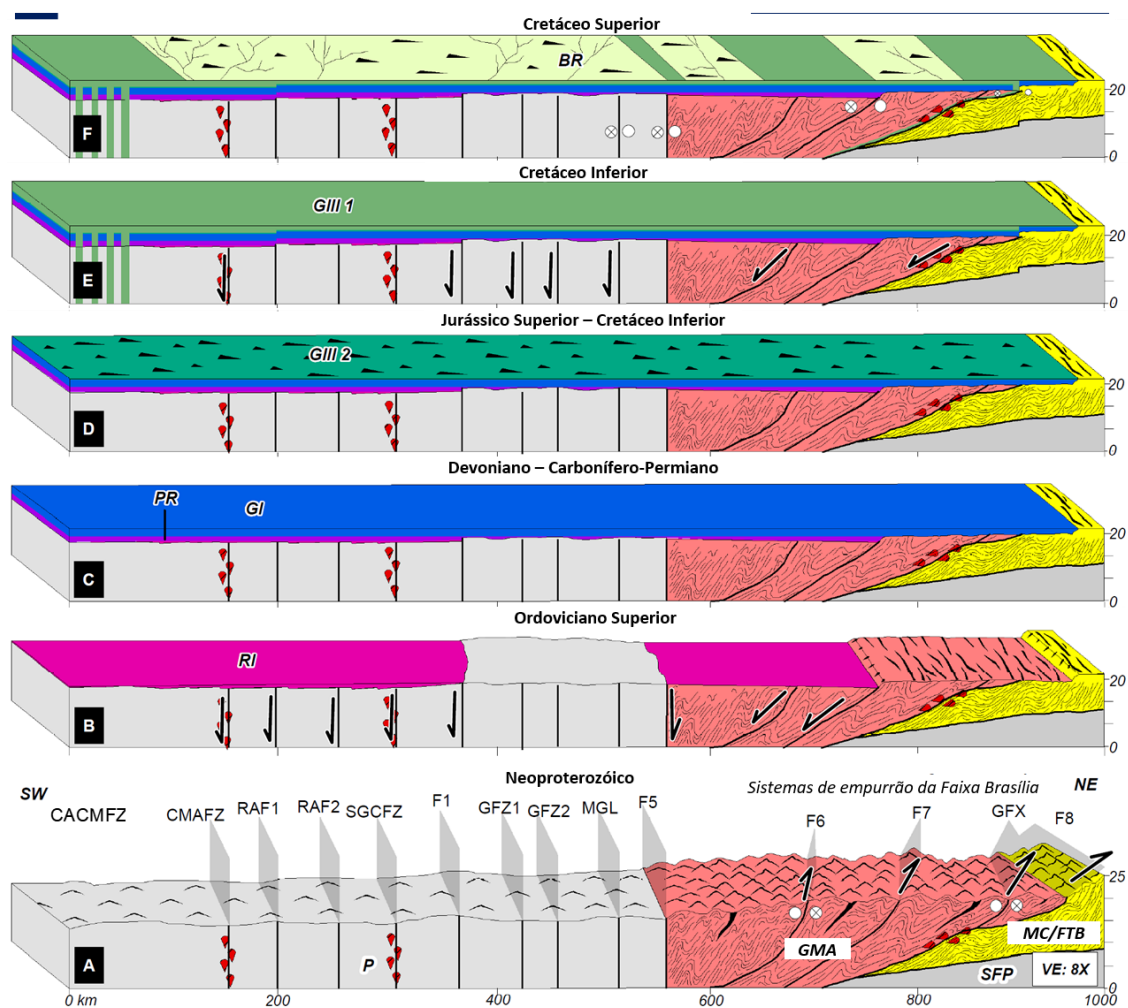 Cretáceo Superior
BR
20
F
0
Cretáceo Inferior
GIII 1
20
E
0
Jurássico Superior – Cretáceo Inferior
GIII 2
20
D
0
Devoniano – Carbonífero-Permiano
PR
GI
20
C
0
Ordoviciano Superior
RI
20
B
0
Neoproterozóico
SW
Sistemas de empurrão da Faixa Brasília
NE
CACMFZ
CMAFZ
RAF1
RAF2
SGCFZ
F1
GFZ1
GFZ2
MGL
F5
F6
F7
GFX
F8
25
MC/FTB
GMA
A
P
SFP
VE: 8X
0
0 km
200
400
600
800
1000